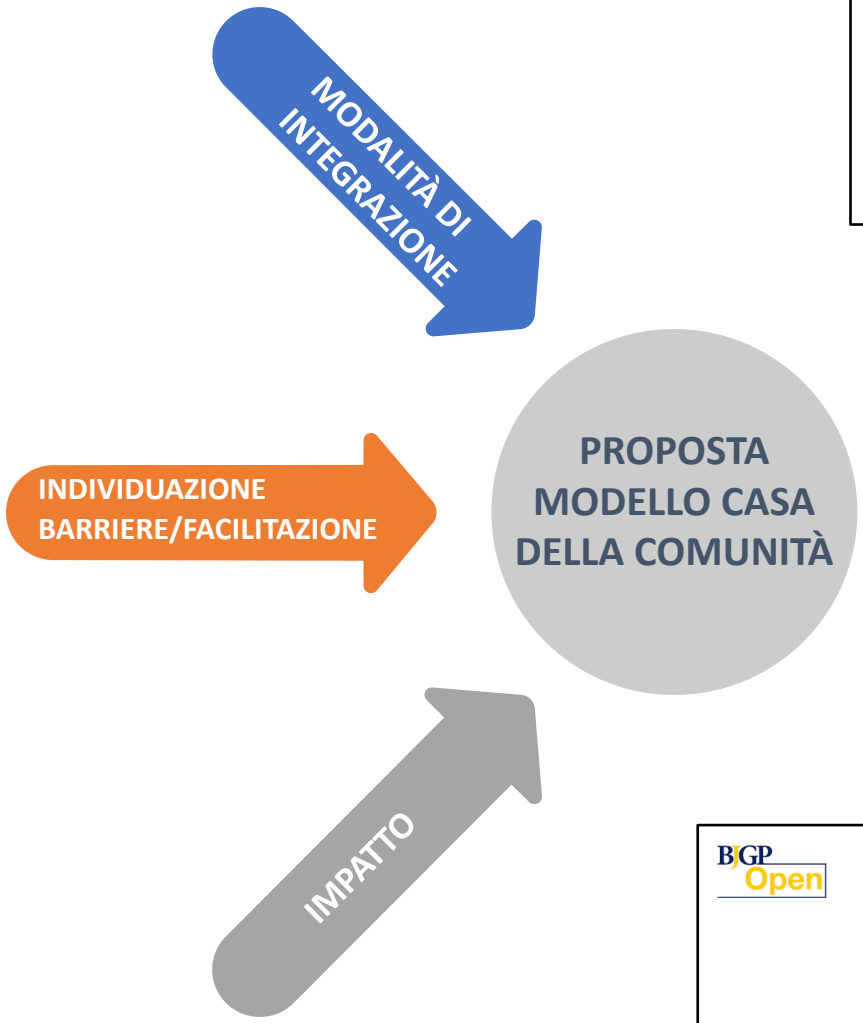 MODALITÀ DI
INTEGRAZIONE
INDIVIDUAZIONE
BARRIERE/FACILITAZIONE
PROPOSTA
MODELLO CASA
DELLA COMUNITÀ
IMPATTO
BJGP
Open